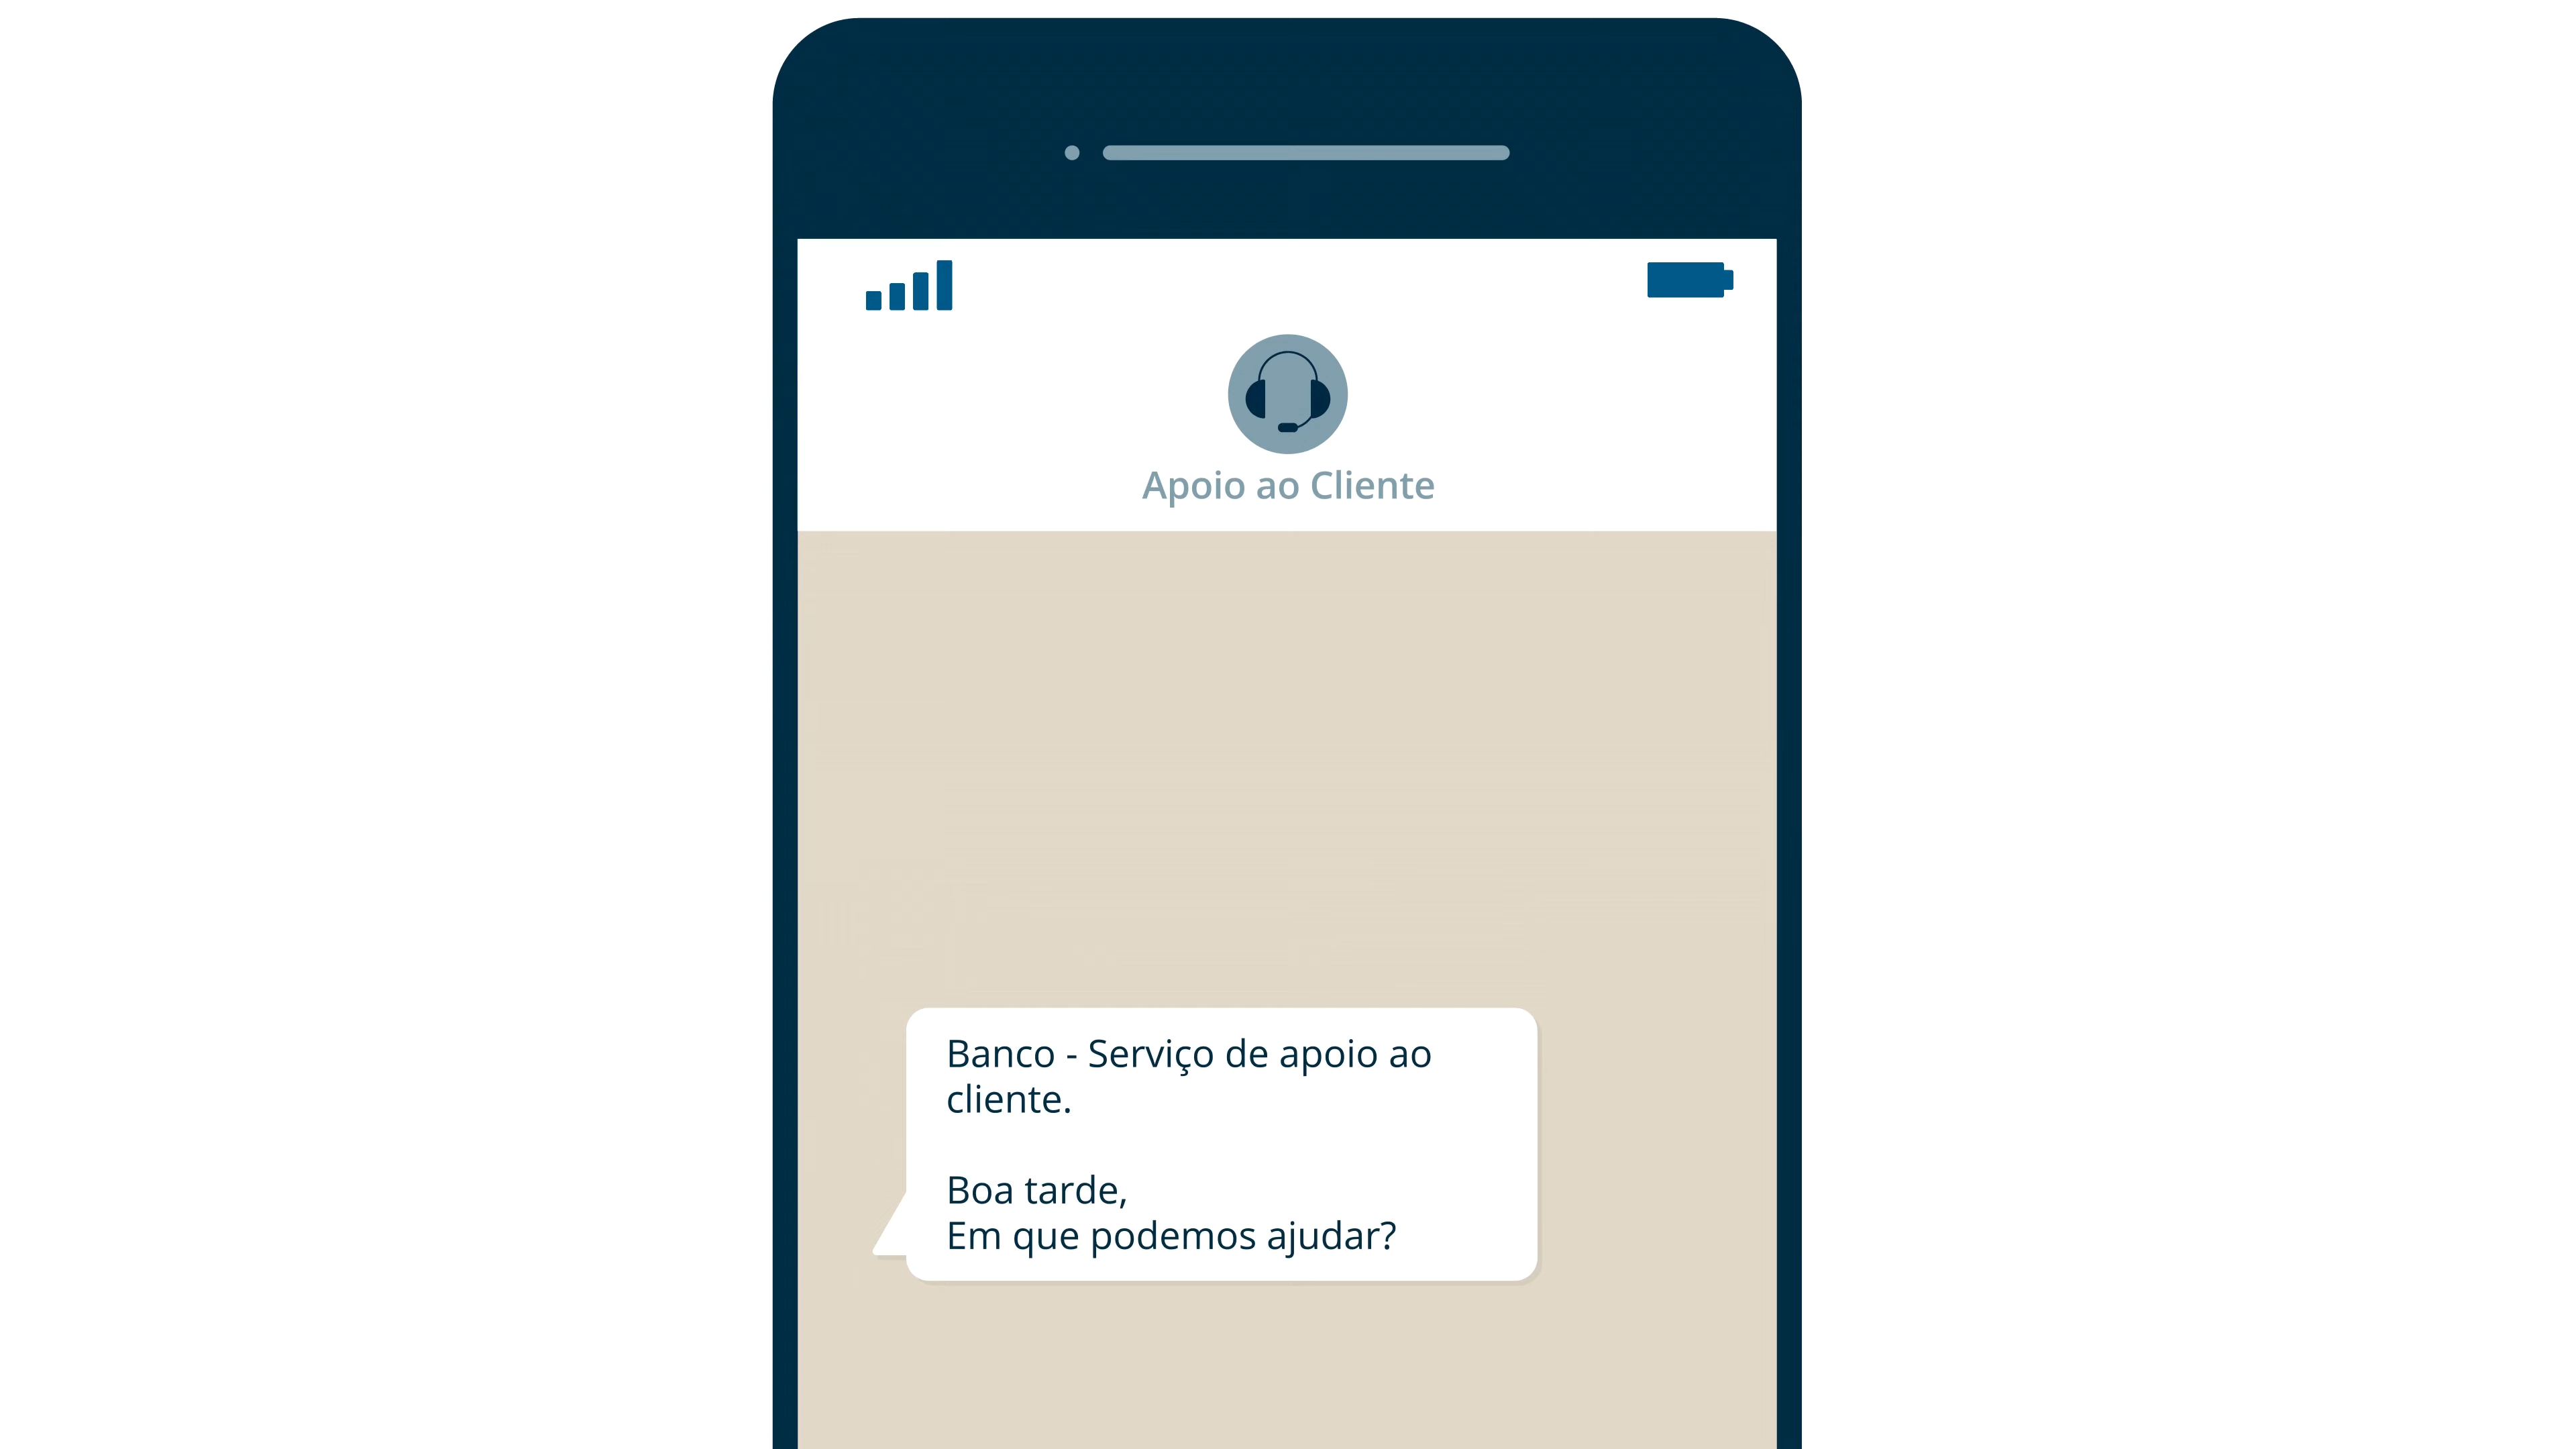 Apoio ao Cliente
Banco - Serviço de apoio ao
cliente.
Boa tarde,
Em que podemos ajudar?